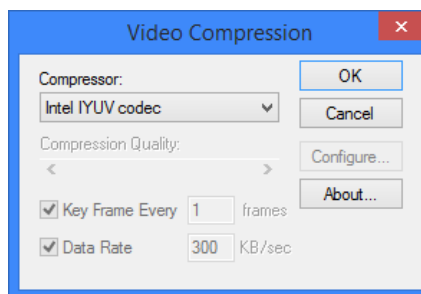 Video Compression
Compressor:
Intel IYUV codec
Compression Quality:
Key Frame Every 1 frames
Data Rate 300 KB/sec
OK
Cancel
Configure...
About...